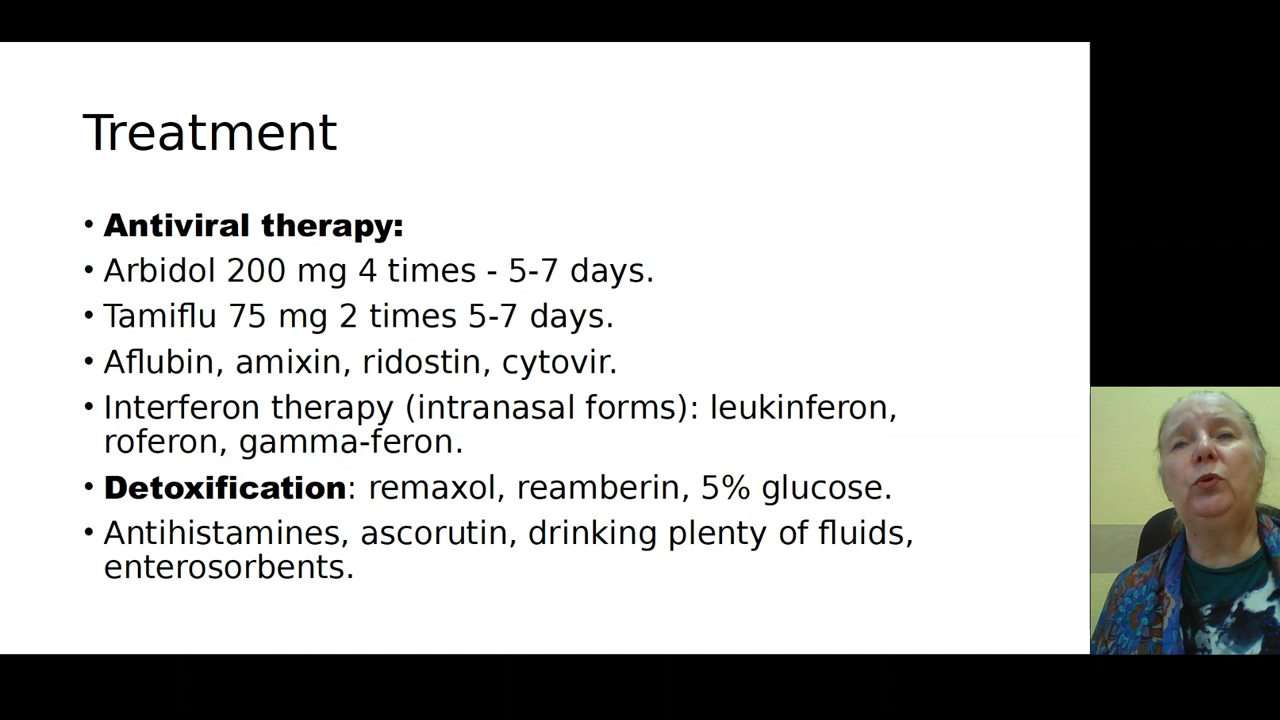 Treatment
• Antiviral therapy:
• Arbidol 200 mg 4 times - 5-7 days.
• Tamiflu 75 mg 2 times 5-7 days.
• Aflubin, amixin, ridostin, cytovir.
• Interferon therapy (intranasal forms): leukinferon,
roferon, gamma-feron.
• Detoxification: remaxol, reamberin, 5% glucose.
• Antihistamines, ascorutin, drinking plenty of fluids,
enterosorbents.